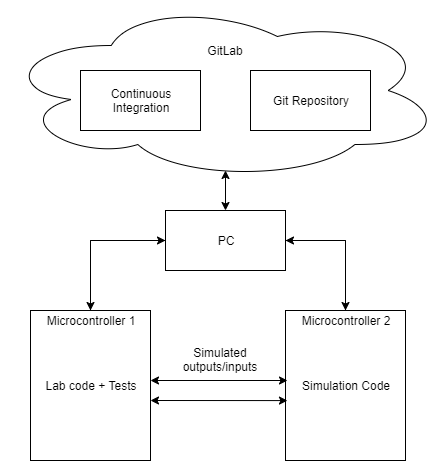 GitLab
Continuous
Integration
Git Repository
PC
Microcontroller 1
Microcontroller 2
Simulated
outputs/inputs
Lab code + Tests
Simulation Code